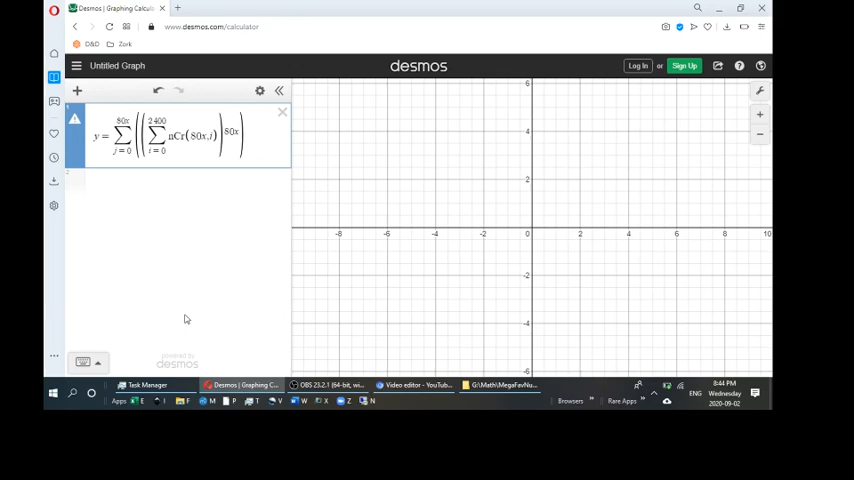 Desmos | Graphing Calcula
www.desmos.com/calculator
D&D Zork
Untitled Graph
desmos
Log In or Sign Up
1
y = ∑ j = 0 80x ( ( ∑ i = 0 2400 nCr(80x,i) ) 80x )
2
powered by
desmos
6
4
2
-8 -6 -4 -2 0 2 4 6 8 10
-2
-4
-6
Task Manager
Desmos | Graphing C...
OBS 23.2.1 (64-bit, wi...
Video editor - YouTub...
G:\Math\MegaFavNu...
Apps E I F M P T V W X Z N
Browsers
Rare Apps
ENG
8:44 PM
Wednesday
2020-09-02